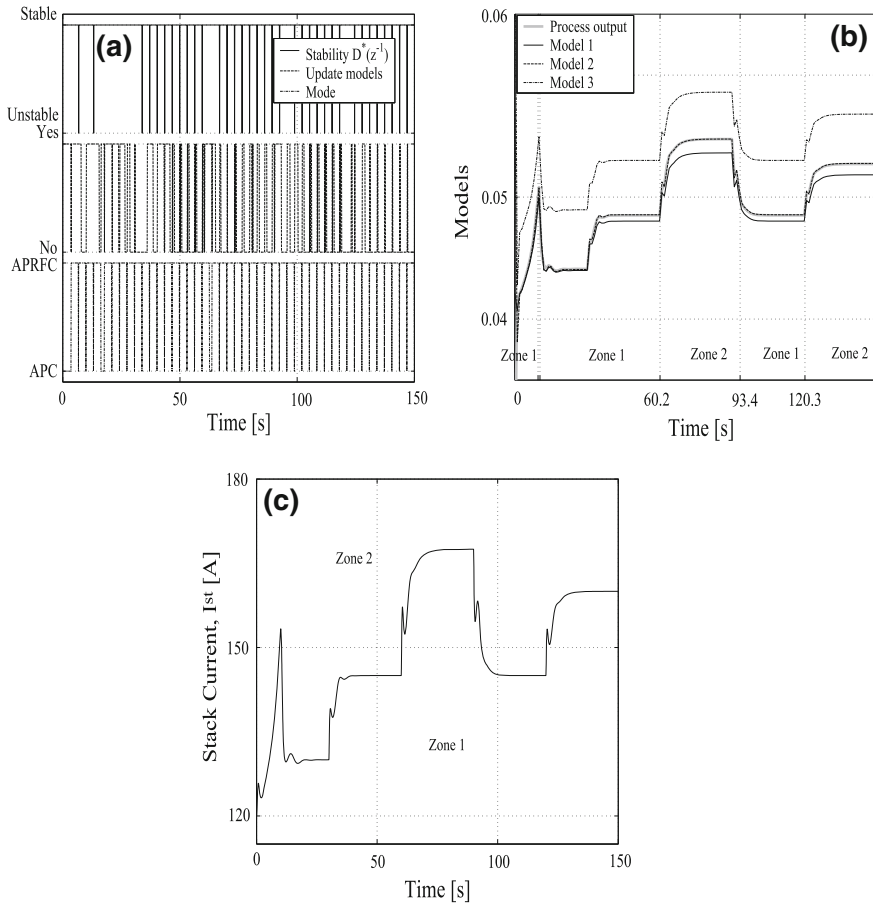 (a)
Stable
Unstable
Yes
No
APRFC
APC
Stability D*(z-1)
Update models
Mode
0
50
100
150
Time [s]
(b)
0.06
0.05
0.04
Models
Process output
Model 1
Model 2
Model 3
Zone 1
Zone 1
Zone 2
Zone 1
Zone 2
0
60.2
93.4
120.3
Time [s]
(c)
180
150
120
Stack Current, Ist [A]
Zone 2
Zone 1
0
50
100
150
Time [s]